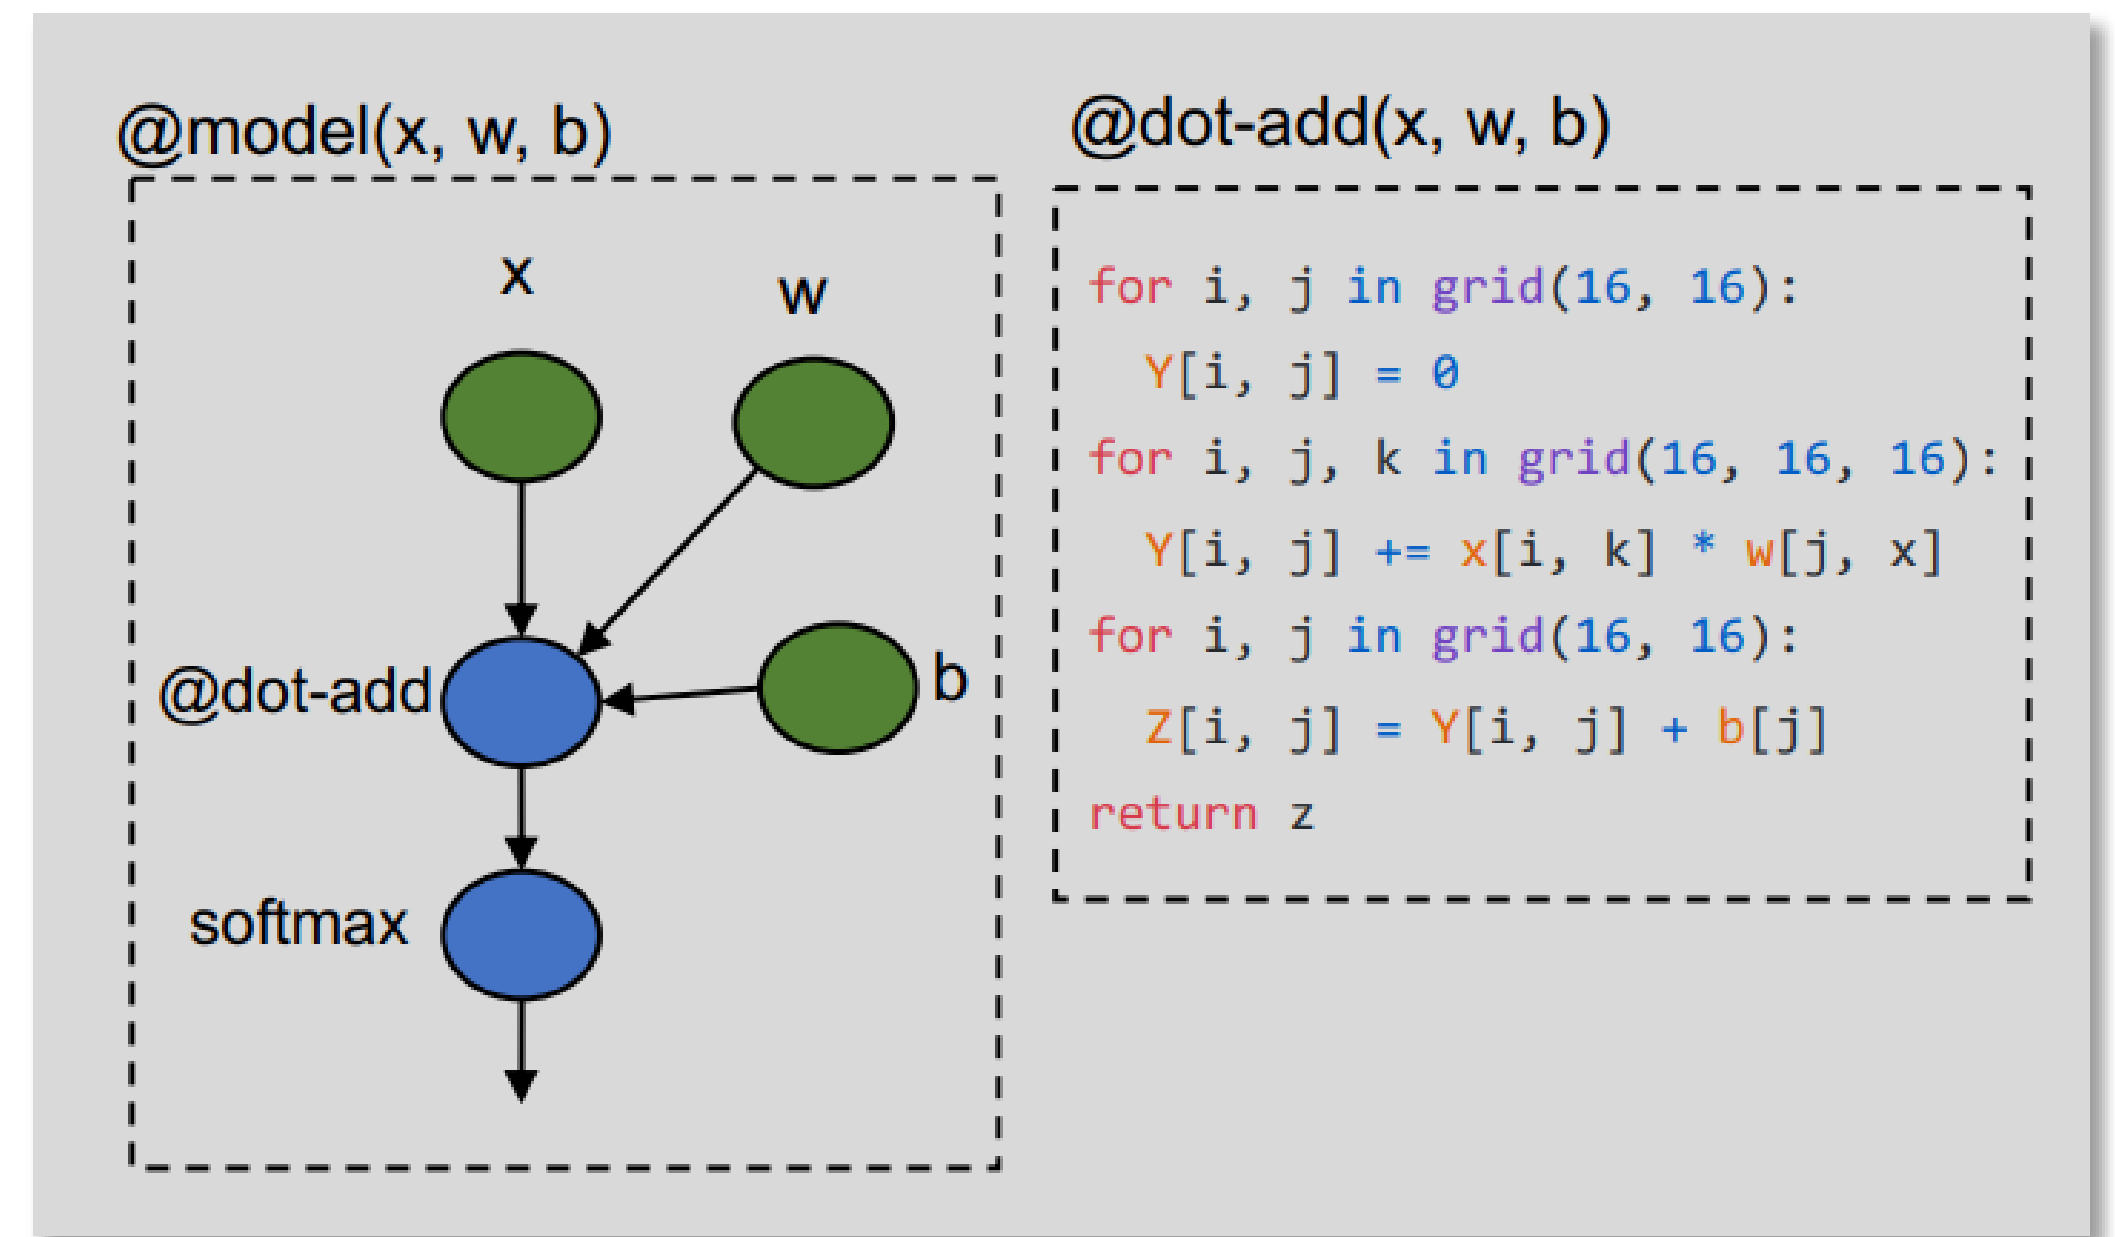 @model(x, w, b)
x
w
@dot-add
b
softmax
@dot-add(x, w, b)
for i, j in grid(16, 16):
Y[i, j] = 0
for i, j, k in grid(16, 16, 16):
Y[i, j] += x[i, k] * w[j, x]
for i, j in grid(16, 16):
Z[i, j] = Y[i, j] + b[j]
return z